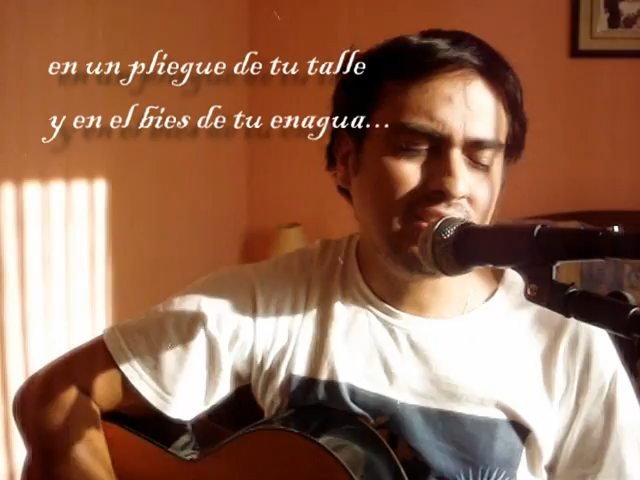 en un pliegue de tu talle
y en el bies de tu enagua...